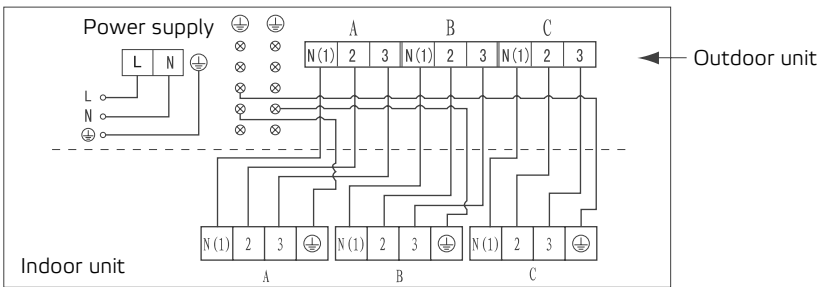 Power supply
A B C
N(1) 2 3 N(1) 2 3 N(1) 2 3
Outdoor unit
L N
L
N
N(1) 2 3 N(1) 2 3 N(1) 2 3
Indoor unit
A B C